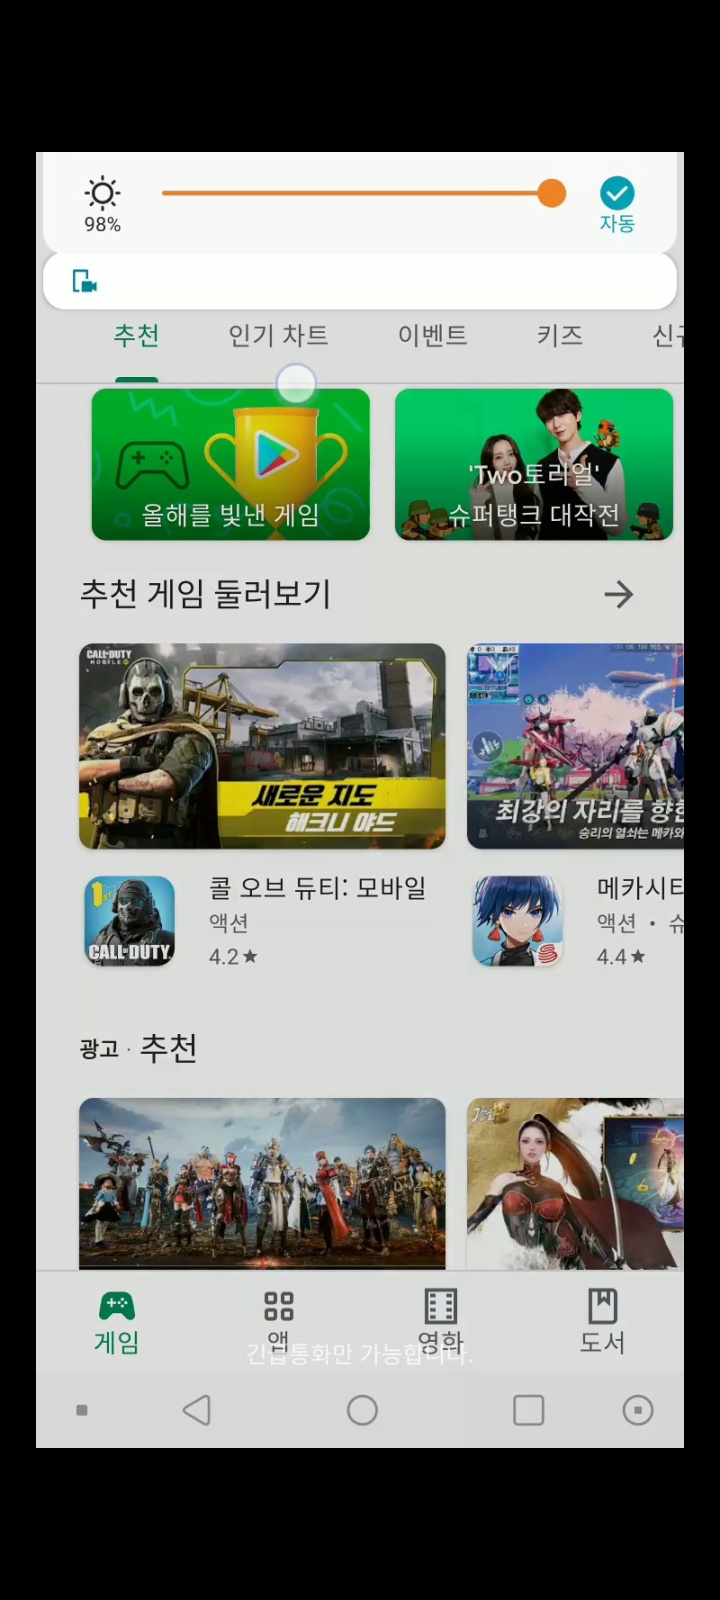 98%
자동
추천 인기 차트 이벤트 키즈
올해를 빛낸 게임
'Two토리얼'
슈퍼탱크 대작전
추천 게임 둘러보기
CALL·DUTY
MOBILE
새로운 지도
해크니 야드
최강의 자리를 향한
승리의 열쇠는 메카와
CALL·DUTY
콜 오브 듀티: 모바일
액션
4.2★
메카시티
액션 · 슈
4.4★
광고 · 추천
게임 앱 영화 도서
긴급통화만 가능합니다.